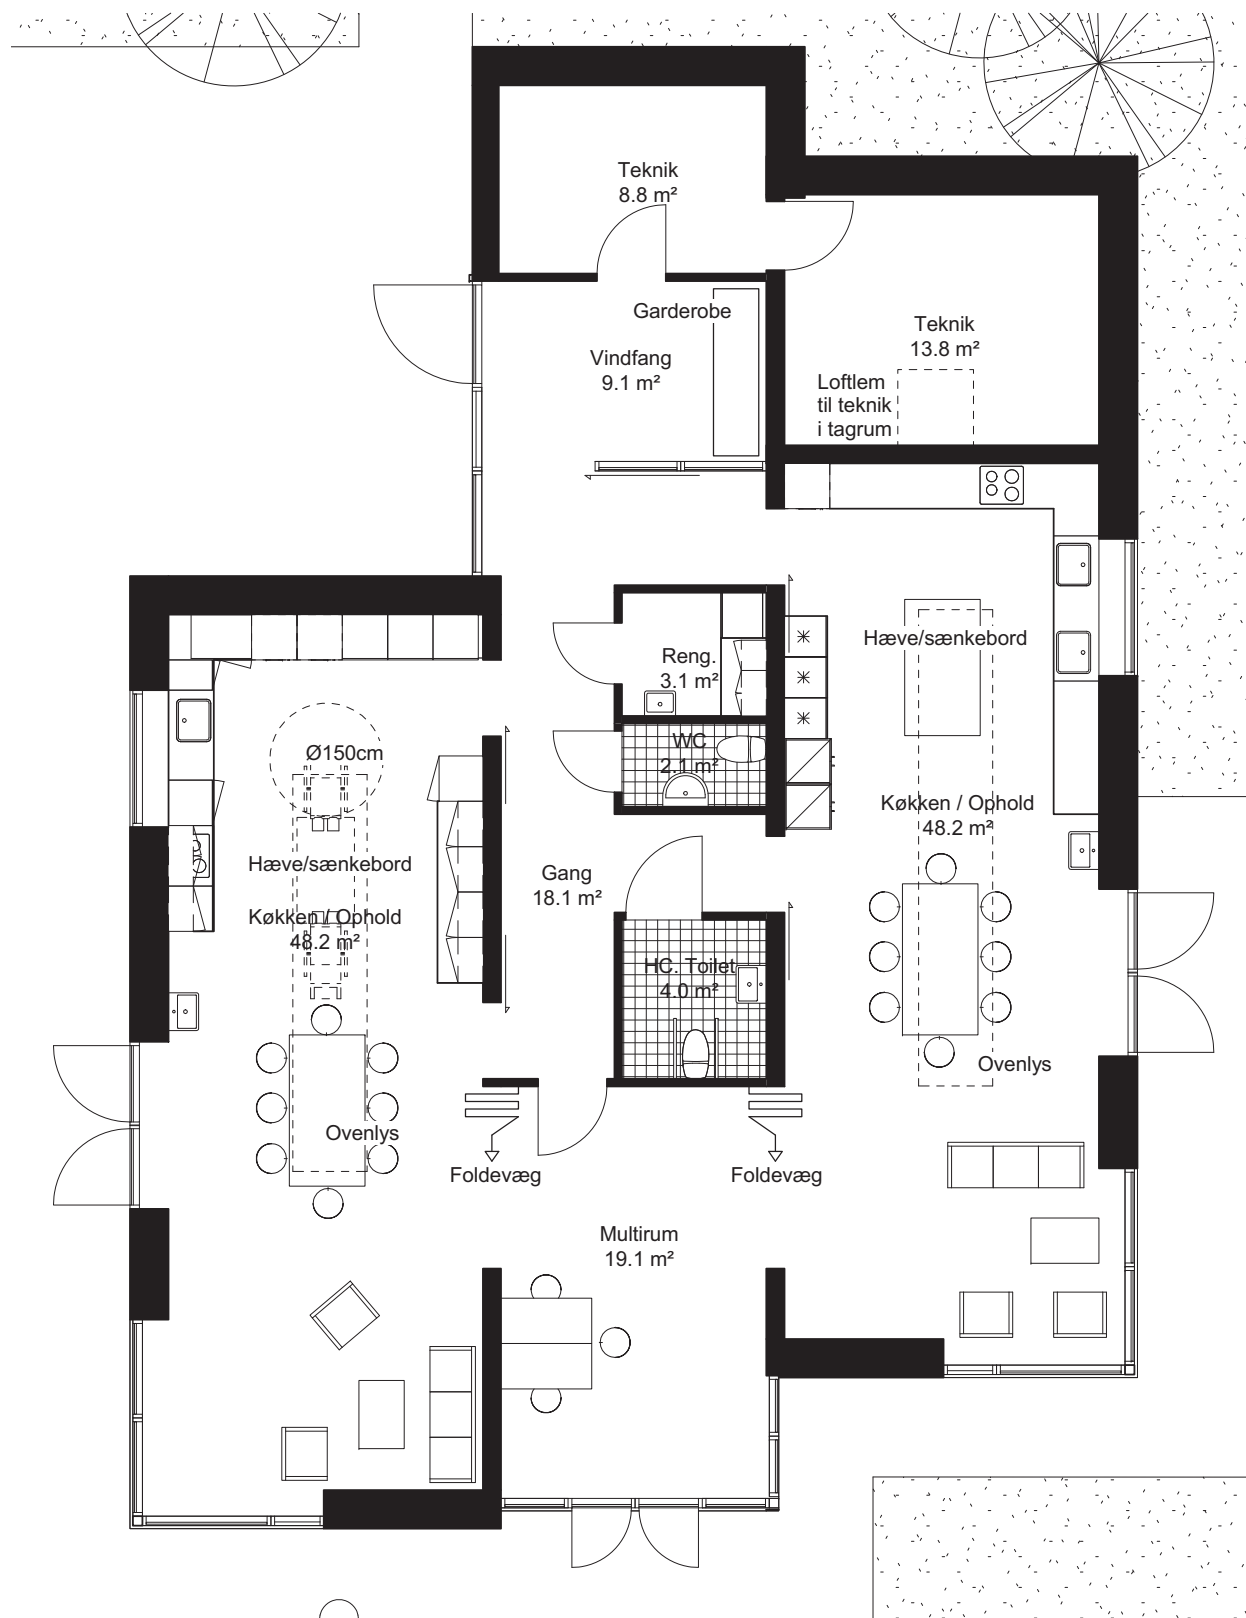 Teknik
8.8 m²
Garderobe
Vindfang
9.1 m²
Teknik
13.8 m²
Loftlem
til teknik
i tagrum
Hæve/sænkebord
Reng.
3.1 m²
WC
2.1 m²
Ø150cm
Køkken / Ophold
48.2 m²
Hæve/sænkebord
Gang
18.1 m²
Køkken / Ophold
48.2 m²
HC. Toilet
4.0 m²
Ovenlys
Ovenlys
Foldevæg
Foldevæg
Multirum
19.1 m²